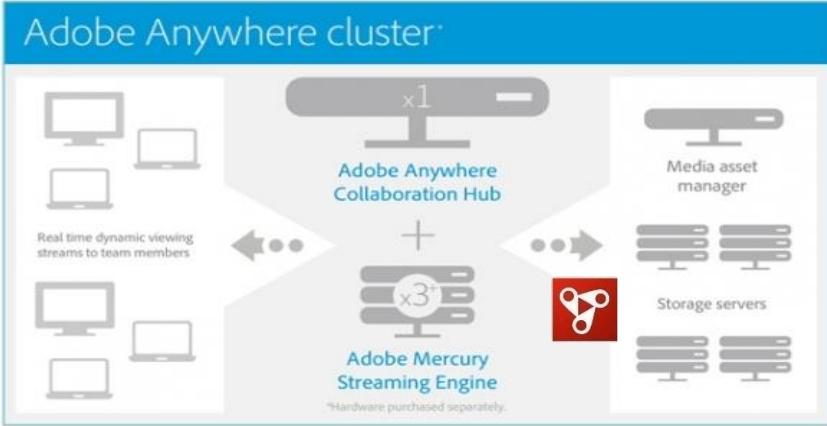 Adobe Anywhere cluster*
x1
Adobe Anywhere
Collaboration Hub
+
x3+
Adobe Mercury
Streaming Engine
*Hardware purchased separately.
Real time dynamic viewing
streams to team members
Media asset
manager
Storage servers